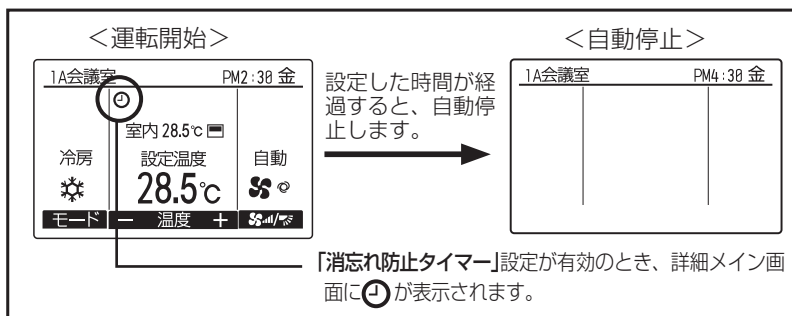 ＜運転開始＞
1A会議室 PM2:30 金
室内 28.5℃
冷房 設定温度 自動
28.5℃
モード － 温度 ＋
設定した時間が経
過すると、自動停
止します。
＜自動停止＞
1A会議室 PM4:30 金
「消忘れ防止タイマー」設定が有効のとき、詳細メイン画
面に が表示されます。